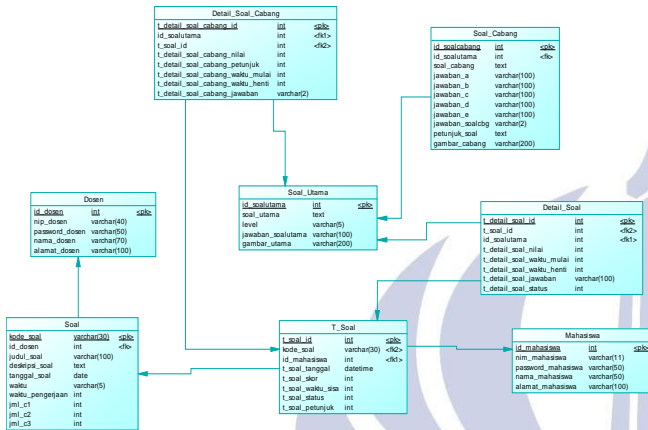 Detail_Soal_Cabang
t_detail_soal_cabang_id int <pk>
id_soalutama int <fk1>
t_soal_id int <fk2>
t_detail_soal_cabang_nilai int
t_detail_soal_cabang_petunjuk int
t_detail_soal_cabang_waktu_mulai int
t_detail_soal_cabang_waktu_henti int
t_detail_soal_cabang_jawaban varchar(2)
Soal_Cabang
id_soalcabang int <pk>
id_soalutama int <fk>
soal_cabang text
jawaban_a varchar(100)
jawaban_b varchar(100)
jawaban_c varchar(100)
jawaban_d varchar(100)
jawaban_e varchar(100)
jawaban_soalcbg varchar(2)
petunjuk_soal text
gambar_cabang varchar(200)
Dosen
id_dosen int <pk>
nip_dosen varchar(40)
password_dosen varchar(50)
nama_dosen varchar(70)
alamat_dosen varchar(100)
Soal_Utama
id_soalutama int <pk>
soal_utama text
level varchar(5)
jawaban_soalutama varchar(100)
gambar_utama varchar(200)
Detail_Soal
t_detail_soal_id int <pk>
t_soal_id int <fk2>
id_soalutama int <fk1>
t_detail_soal_nilai int
t_detail_soal_waktu_mulai int
t_detail_soal_waktu_henti int
t_detail_soal_jawaban varchar(100)
t_detail_soal_status int
Soal
kode_soal varchar(30) <pk>
id_dosen int <fk>
judul_soal varchar(100)
deskripsi_soal text
tanggal_soal date
waktu varchar(5)
waktu_pengerjaan int
jml_c1 int
jml_c2 int
jml_c3 int
T_Soal
t_soal_id int <pk>
kode_soal varchar(30) <fk2>
id_mahasiswa int <fk1>
t_soal_tanggal datetime
t_soal_skor int
t_soal_waktu_sisa int
t_soal_status int
t_soal_petunjuk int
Mahasiswa
id_mahasiswa int <pk>
nim_mahasiswa varchar(11)
password_mahasiswa varchar(50)
nama_mahasiswa varchar(50)
alamat_mahasiswa varchar(100)